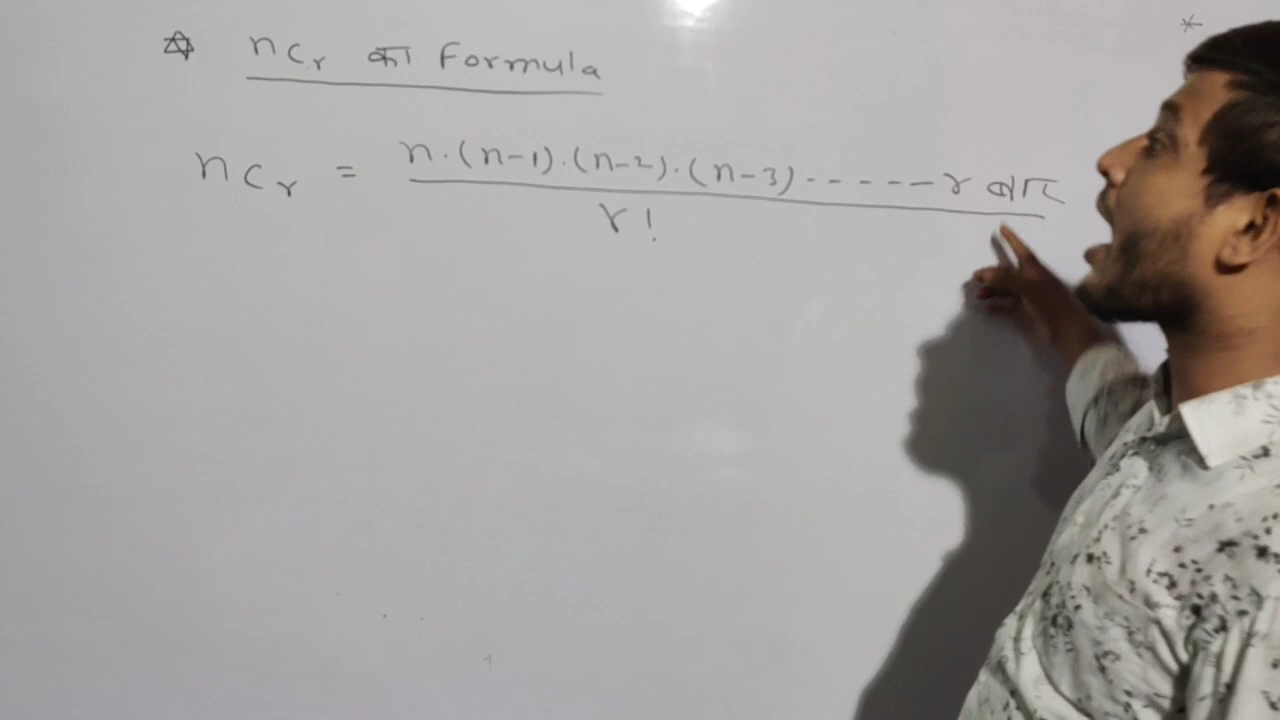 nCr का Formula
nCr = n.(n-1).(n-2).(n-3).-----r बार
r!